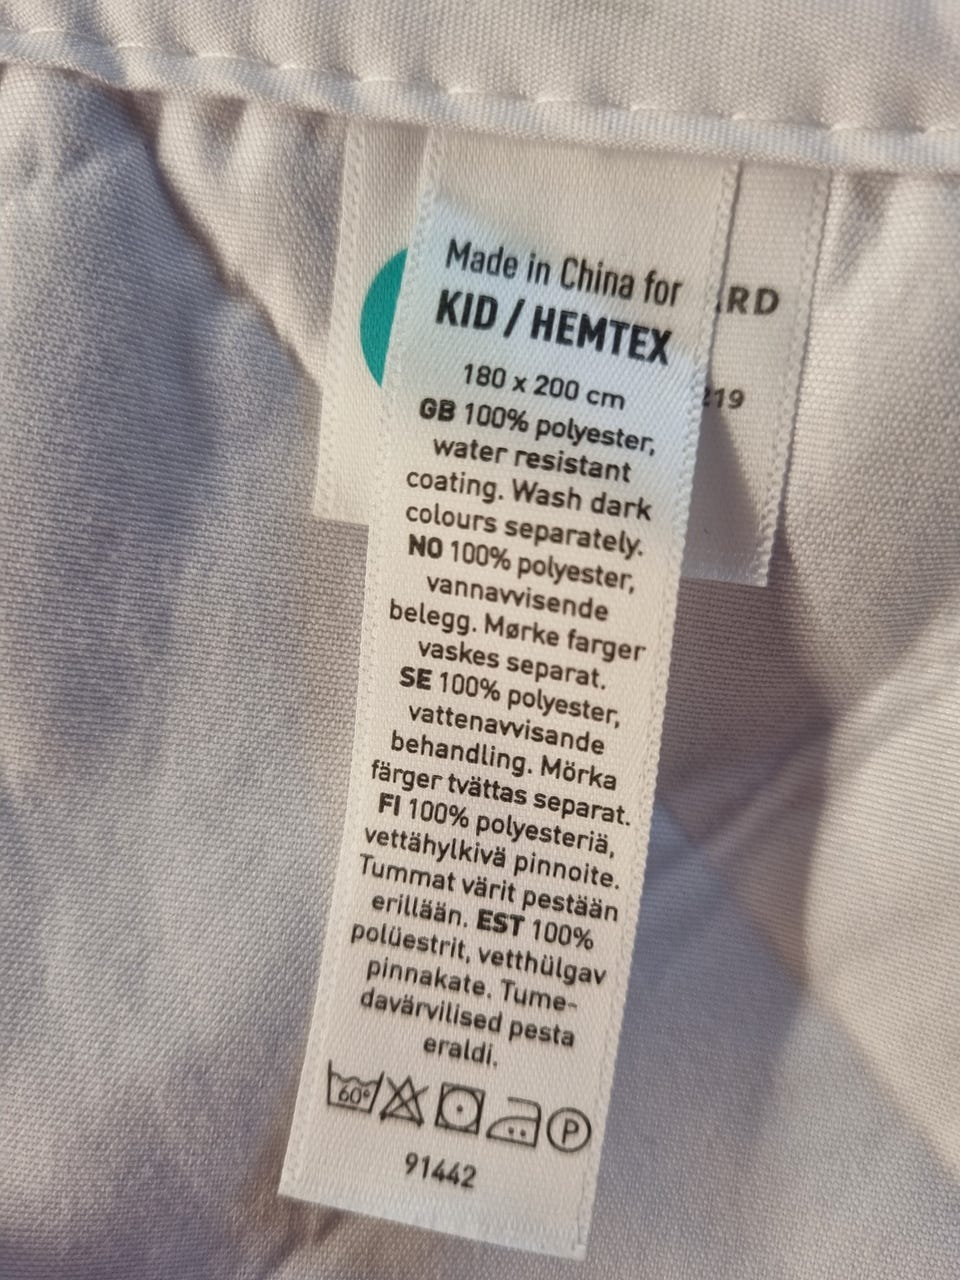 Made in China for
KID / HEMTEX
180 x 200 cm
GB 100% polyester,
water resistant
coating. Wash dark
colours separately.
NO 100% polyester,
vannavvisende
belegg. Mørke farger
vaskes separat.
SE 100% polyester,
vattenavvisande
behandling. Mörka
färger tvättas separat.
FI 100% polyesteriä,
vettähylkivä pinnoite.
Tummat värit pestään
erillään. EST 100%
polüestrit, vetthülgav
pinnakate. Tume-
davärvilised pesta
eraldi.
60° P
91442